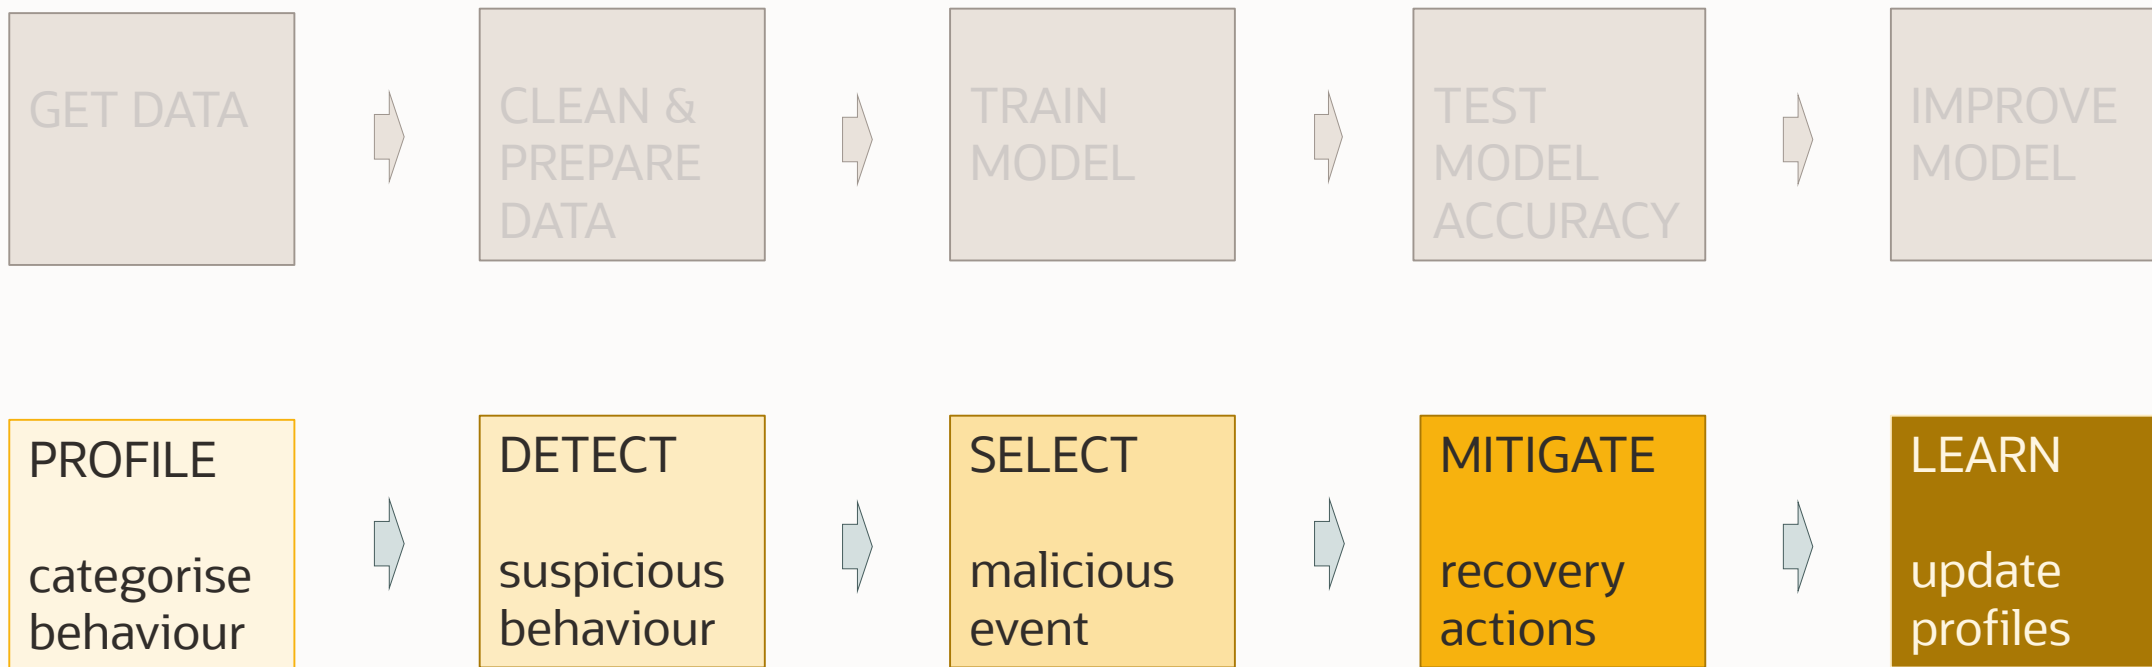 GET DATA
CLEAN &
PREPARE
DATA
TRAIN
MODEL
TEST
MODEL
ACCURACY
IMPROVE
MODEL
PROFILE
categorise
behaviour
DETECT
suspicious
behaviour
SELECT
malicious
event
MITIGATE
recovery
actions
LEARN
update
profiles